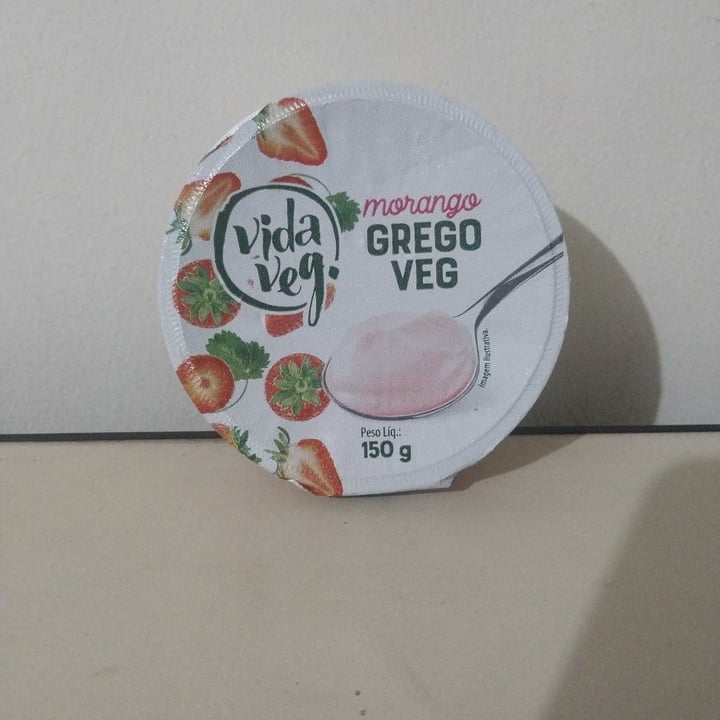 vida
veg.
morango
GREGO
VEG
Imagem ilustrativa.
Peso Líq.:
150 g